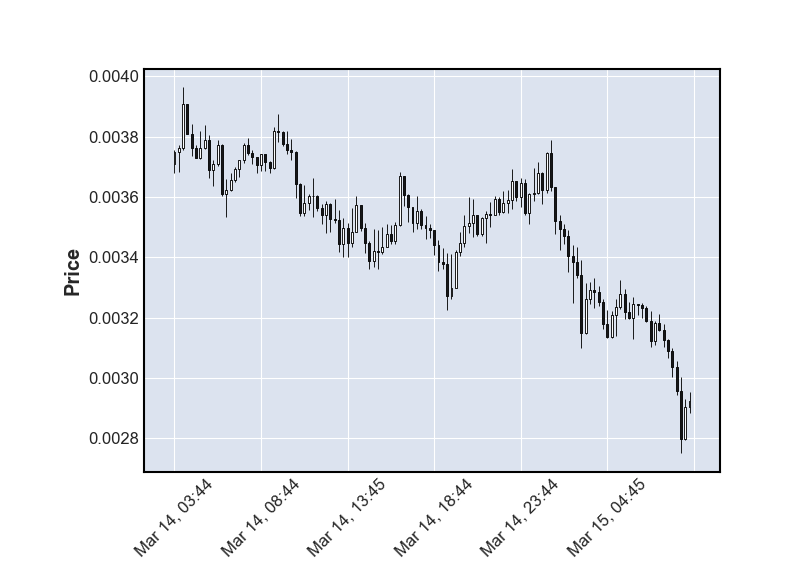 0.0040
0.0038
0.0036
0.0034
0.0032
0.0030
0.0028
Price
Mar 14, 03:44
Mar 14, 08:44
Mar 14, 13:45
Mar 14, 18:44
Mar 14, 23:44
Mar 15, 04:45